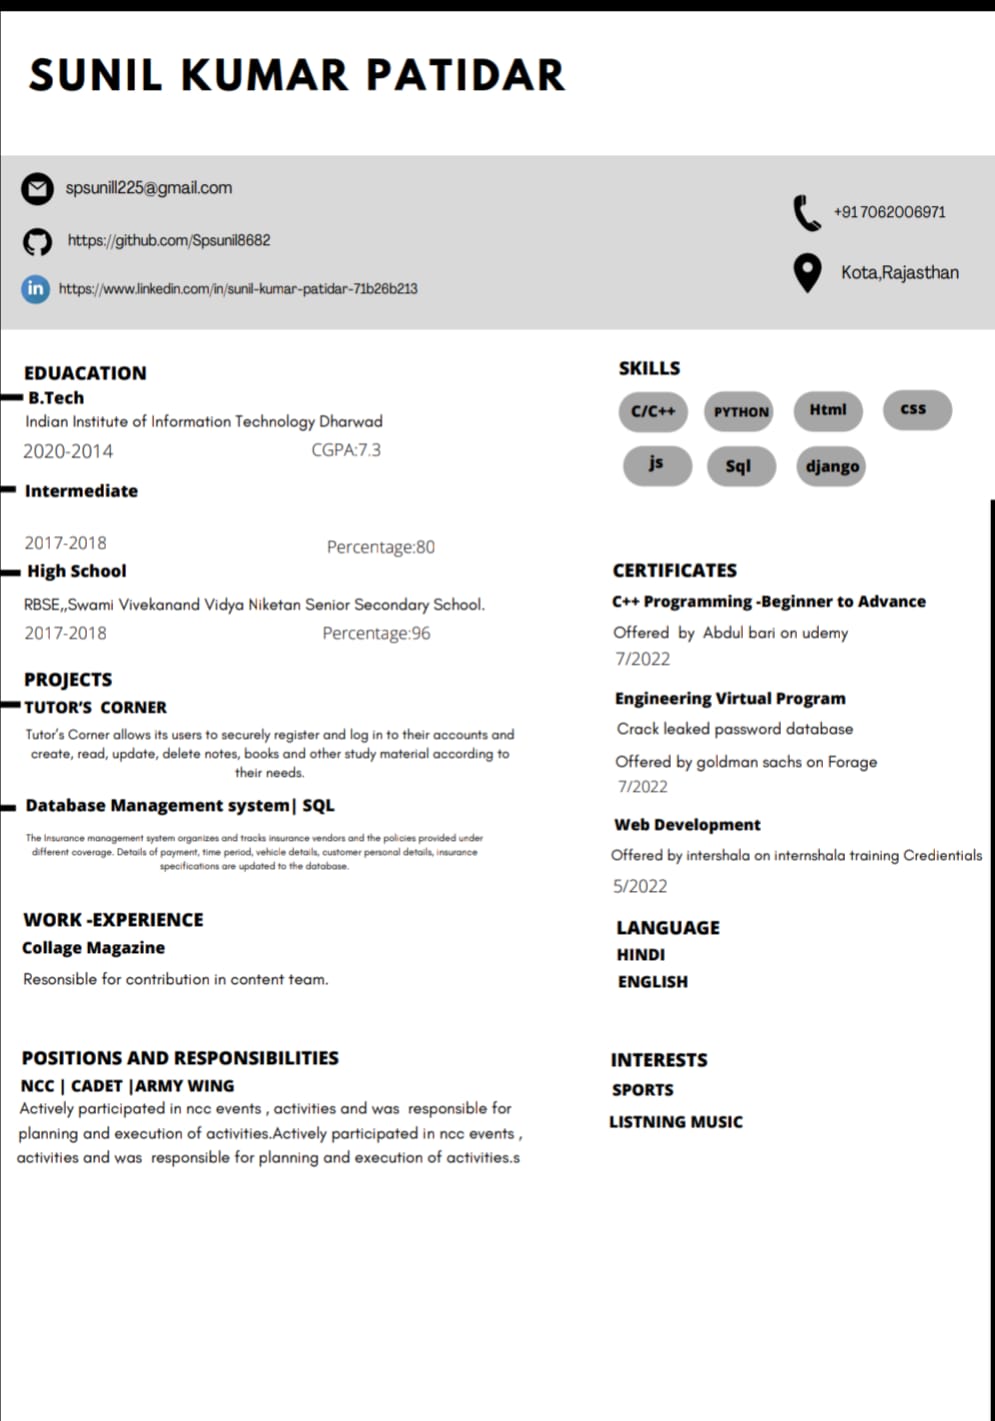 SUNIL KUMAR PATIDAR
spsunill225@gmail.com
https://github.com/Spsunil8682
https://www.linkedin.com/in/sunil-kumar-patidar-71b26b213
+917062006971
Kota,Rajasthan
EDUACATION
B.Tech
Indian Institute of Information Technology Dharwad
2020-2014 CGPA:7.3
Intermediate
2017-2018 Percentage:80
High School
RBSE,,Swami Vivekanand Vidya Niketan Senior Secondary School.
2017-2018 Percentage:96
PROJECTS
TUTOR'S CORNER
Tutor's Corner allows its users to securely register and log in to their accounts and
create, read, update, delete notes, books and other study material according to
their needs.
Database Management system| SQL
The Insurance management system organizes and tracks insurance vendors and the policies provided under
different coverage. Details of payment, time period, vehicle details, customer personal details, insurance
specifications are updated to the database.
WORK -EXPERIENCE
Collage Magazine
Resonsible for contribution in content team.
POSITIONS AND RESPONSIBILITIES
NCC | CADET |ARMY WING
Actively participated in ncc events , activities and was responsible for
planning and execution of activities.Actively participated in ncc events ,
activities and was responsible for planning and execution of activities.s
SKILLS
C/C++ PYTHON Html css
js Sql django
CERTIFICATES
C++ Programming -Beginner to Advance
Offered by Abdul bari on udemy
7/2022
Engineering Virtual Program
Crack leaked password database
Offered by goldman sachs on Forage
7/2022
Web Development
Offered by intershala on internshala training Credientials
5/2022
LANGUAGE
HINDI
ENGLISH
INTERESTS
SPORTS
LISTNING MUSIC